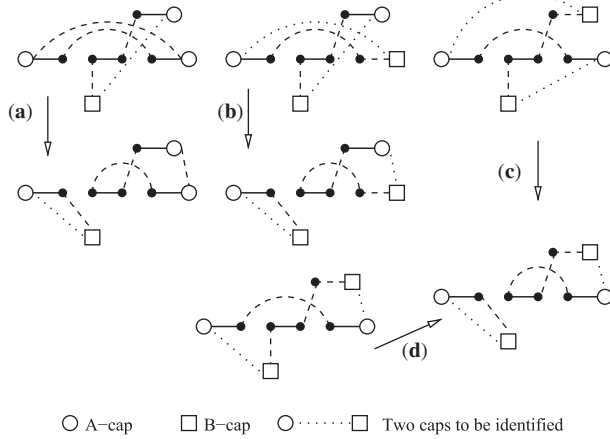 (a)
(b)
(c)
(d)
A−cap
B−cap
Two caps to be identified